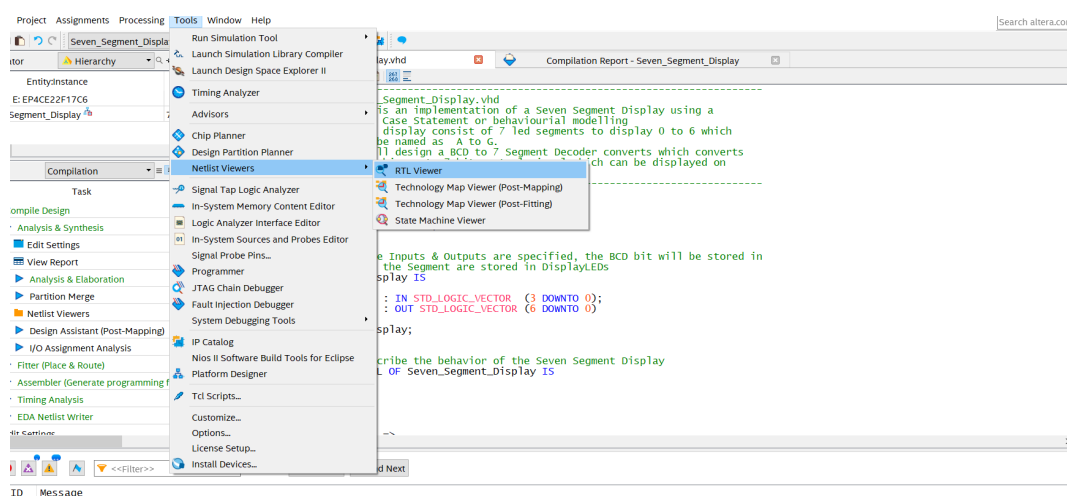 Project Assignments Processing Tools Window Help
Search altera.co
Seven_Segment_Displa
ator Hierarchy
Entity:Instance
E: EP4CE22F17C6
Segment_Display
Compilation
Task
ompile Design
Analysis & Synthesis
Edit Settings
View Report
Analysis & Elaboration
Partition Merge
Netlist Viewers
Design Assistant (Post-Mapping)
I/O Assignment Analysis
Fitter (Place & Route)
Assembler (Generate programming f
Timing Analysis
EDA Netlist Writer
dit Settings
Run Simulation Tool
Launch Simulation Library Compiler
Launch Design Space Explorer II
Timing Analyzer
Advisors
Chip Planner
Design Partition Planner
Netlist Viewers
Signal Tap Logic Analyzer
In-System Memory Content Editor
Logic Analyzer Interface Editor
In-System Sources and Probes Editor
Signal Probe Pins...
Programmer
JTAG Chain Debugger
Fault Injection Debugger
System Debugging Tools
IP Catalog
Nios II Software Build Tools for Eclipse
Platform Designer
Tcl Scripts...
Customize...
Options...
License Setup...
Install Devices...
RTL Viewer
Technology Map Viewer (Post-Mapping)
Technology Map Viewer (Post-Fitting)
State Machine Viewer
lay.vhd
Compilation Report - Seven_Segment_Display
267
268
_Segment_Display.vhd
is an implementation of a Seven Segment Display using a
Case Statement or behaviourial modelling
display consist of 7 led segments to display 0 to 6 which
be named as A to G.
ll design a BCD to 7 Segment Decoder converts which converts
which can be displayed on
e Inputs & Outputs are specified, the BCD bit will be stored in
the Segment are stored in DisplayLEDs
splay IS
: IN STD_LOGIC_VECTOR (3 DOWNTO 0);
: OUT STD_LOGIC_VECTOR (6 DOWNTO 0)
splay;
cribe the behavior of the Seven Segment Display
L OF Seven_Segment_Display IS
=>
<<Filter>>
d Next
ID Message